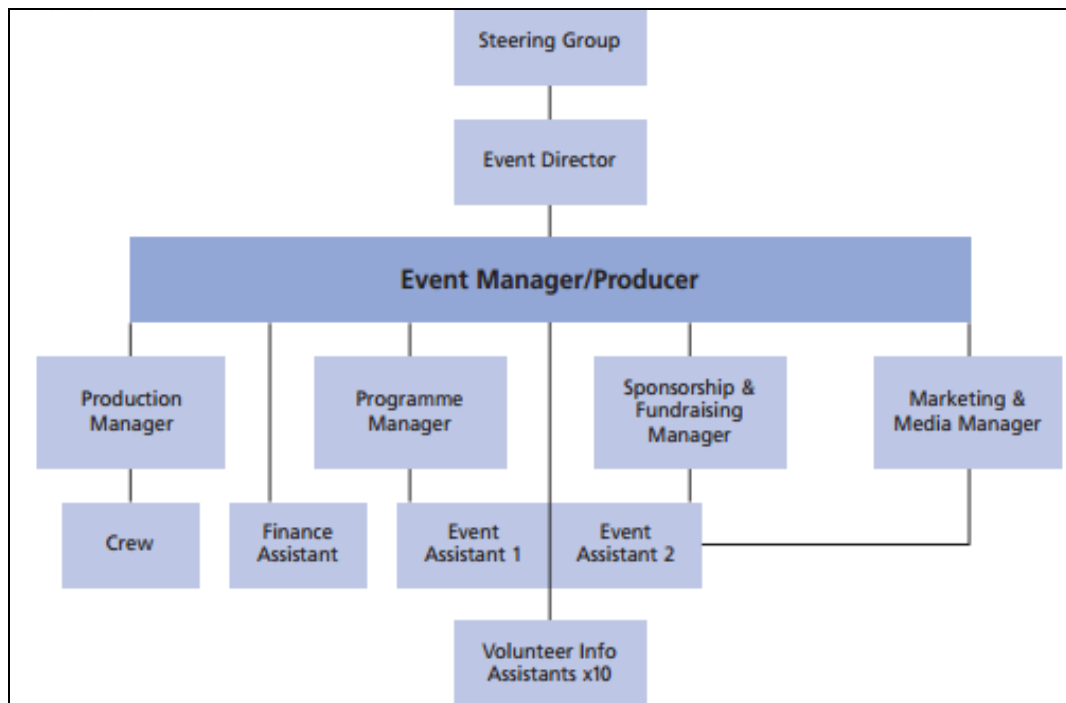 Steering Group
Event Director
Event Manager/Producer
Production
Manager
Programme
Manager
Sponsorship &
Fundraising
Manager
Marketing &
Media Manager
Crew
Finance
Assistant
Event
Assistant 1
Event
Assistant 2
Volunteer Info
Assistants x10